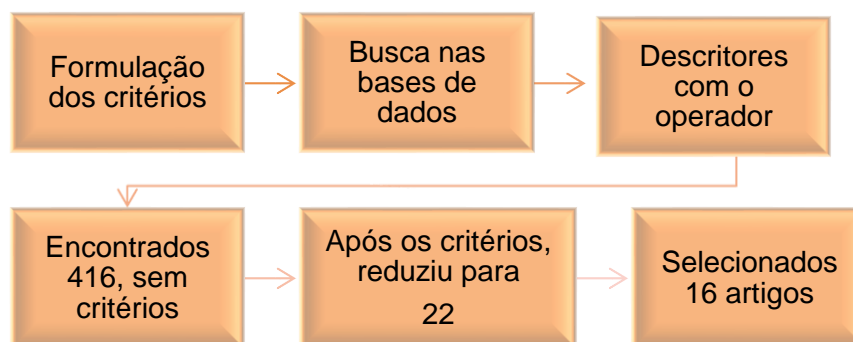 Formulação
dos critérios
Busca nas
bases de
dados
Descritores
com o
operador
Encontrados
416, sem
critérios
Após os critérios,
reduziu para
22
Selecionados
16 artigos